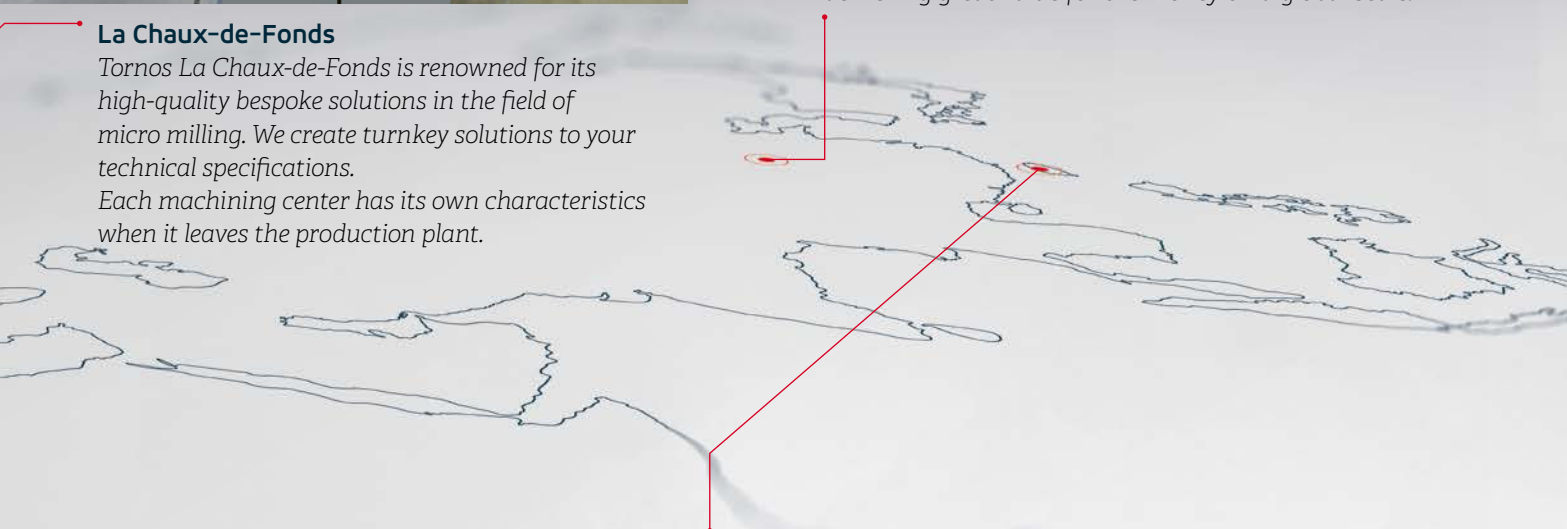 La Chaux-de-Fonds
Tornos La Chaux-de-Fonds is renowned for its
high-quality bespoke solutions in the field of
micro milling. We create turnkey solutions to your
technical specifications.
Each machining center has its own characteristics
when it leaves the production plant.